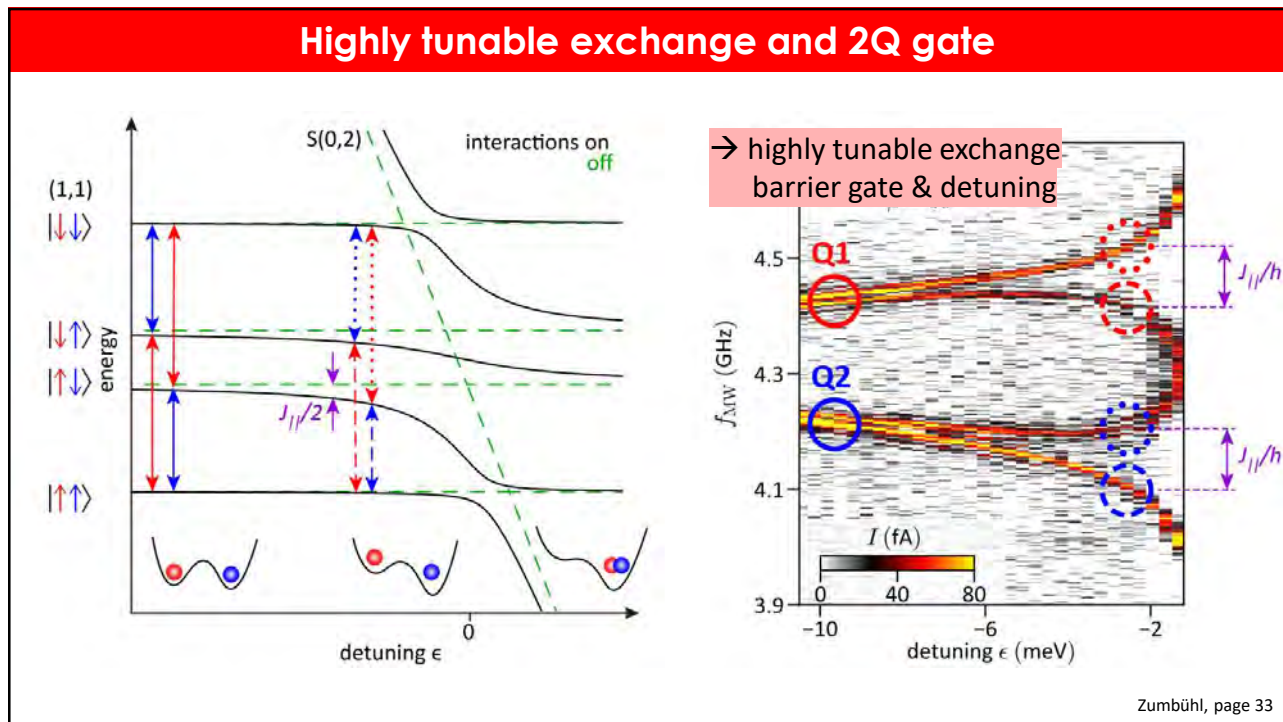 Highly tunable exchange and 2Q gate
S(0,2)
interactions on
off
(1,1)
|↓↓⟩
|↓↑⟩
|↑↓⟩
|↑↑⟩
energy
J||/2
0
detuning ϵ
→ highly tunable exchange
barrier gate & detuning
Q1
Q2
J||/h
J||/h
4.5
4.3
4.1
3.9
fMW (GHz)
I (fA)
0 40 80
−10 −6 −2
detuning ϵ (meV)
Zumbühl, page 33